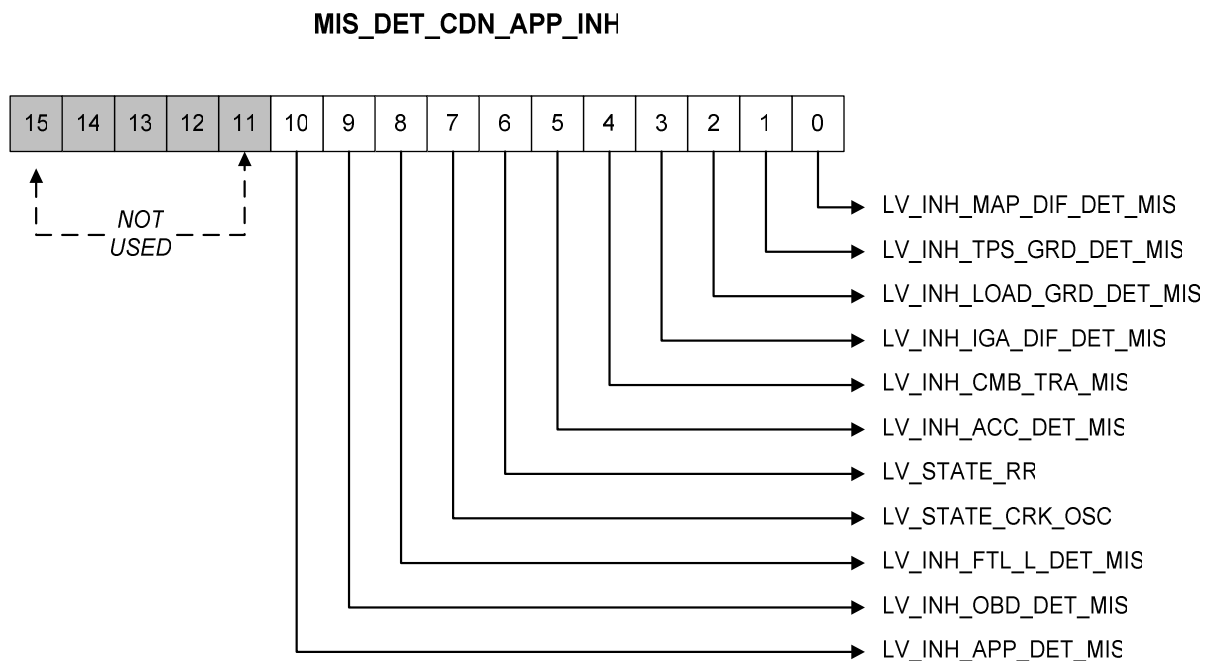 MIS_DET_CDN_APP_INH
15 14 13 12 11 10 9 8 7 6 5 4 3 2 1 0
NOT
USED
LV_INH_MAP_DIF_DET_MIS
LV_INH_TPS_GRD_DET_MIS
LV_INH_LOAD_GRD_DET_MIS
LV_INH_IGA_DIF_DET_MIS
LV_INH_CMB_TRA_MIS
LV_INH_ACC_DET_MIS
LV_STATE_RR
LV_STATE_CRK_OSC
LV_INH_FTL_L_DET_MIS
LV_INH_OBD_DET_MIS
LV_INH_APP_DET_MIS